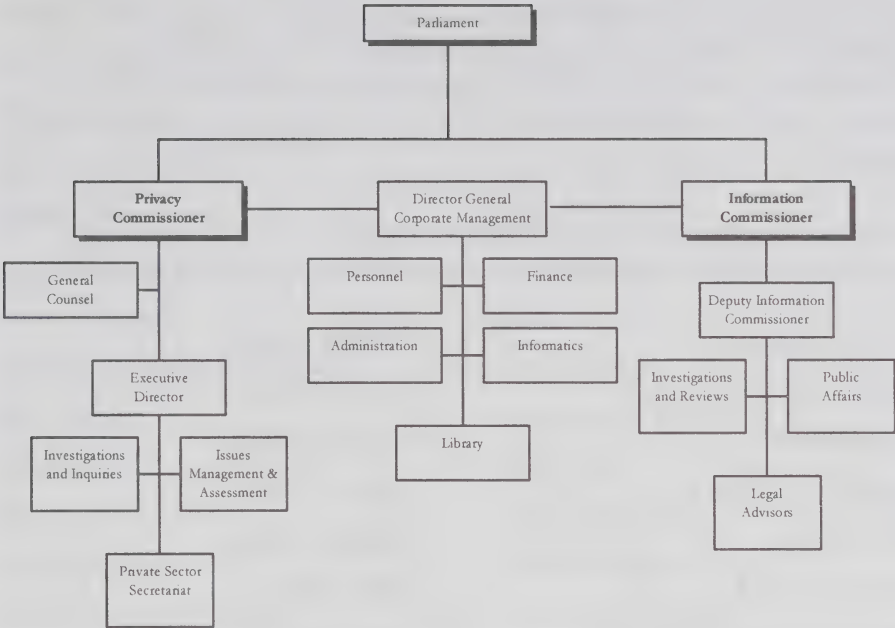 Parliament
Privacy
Commissioner
Director General
Corporate Management
Information
Commissioner
General
Counsel
Personnel
Finance
Deputy Information
Commissioner
Administration
Informatics
Executive
Director
Investigations
and Reviews
Public
Affairs
Library
Investigations
and Inquiries
Issues
Management &
Assessment
Legal
Advisors
Private Sector
Secretariat